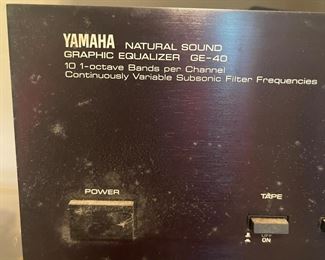 YAMAHA NATURAL SOUND
GRAPHIC EQUALIZER GE-40
10 1-octave Bands per Channel
Continuously Variable Subsonic Filter Frequencies
POWER TAPE
OFF
ON